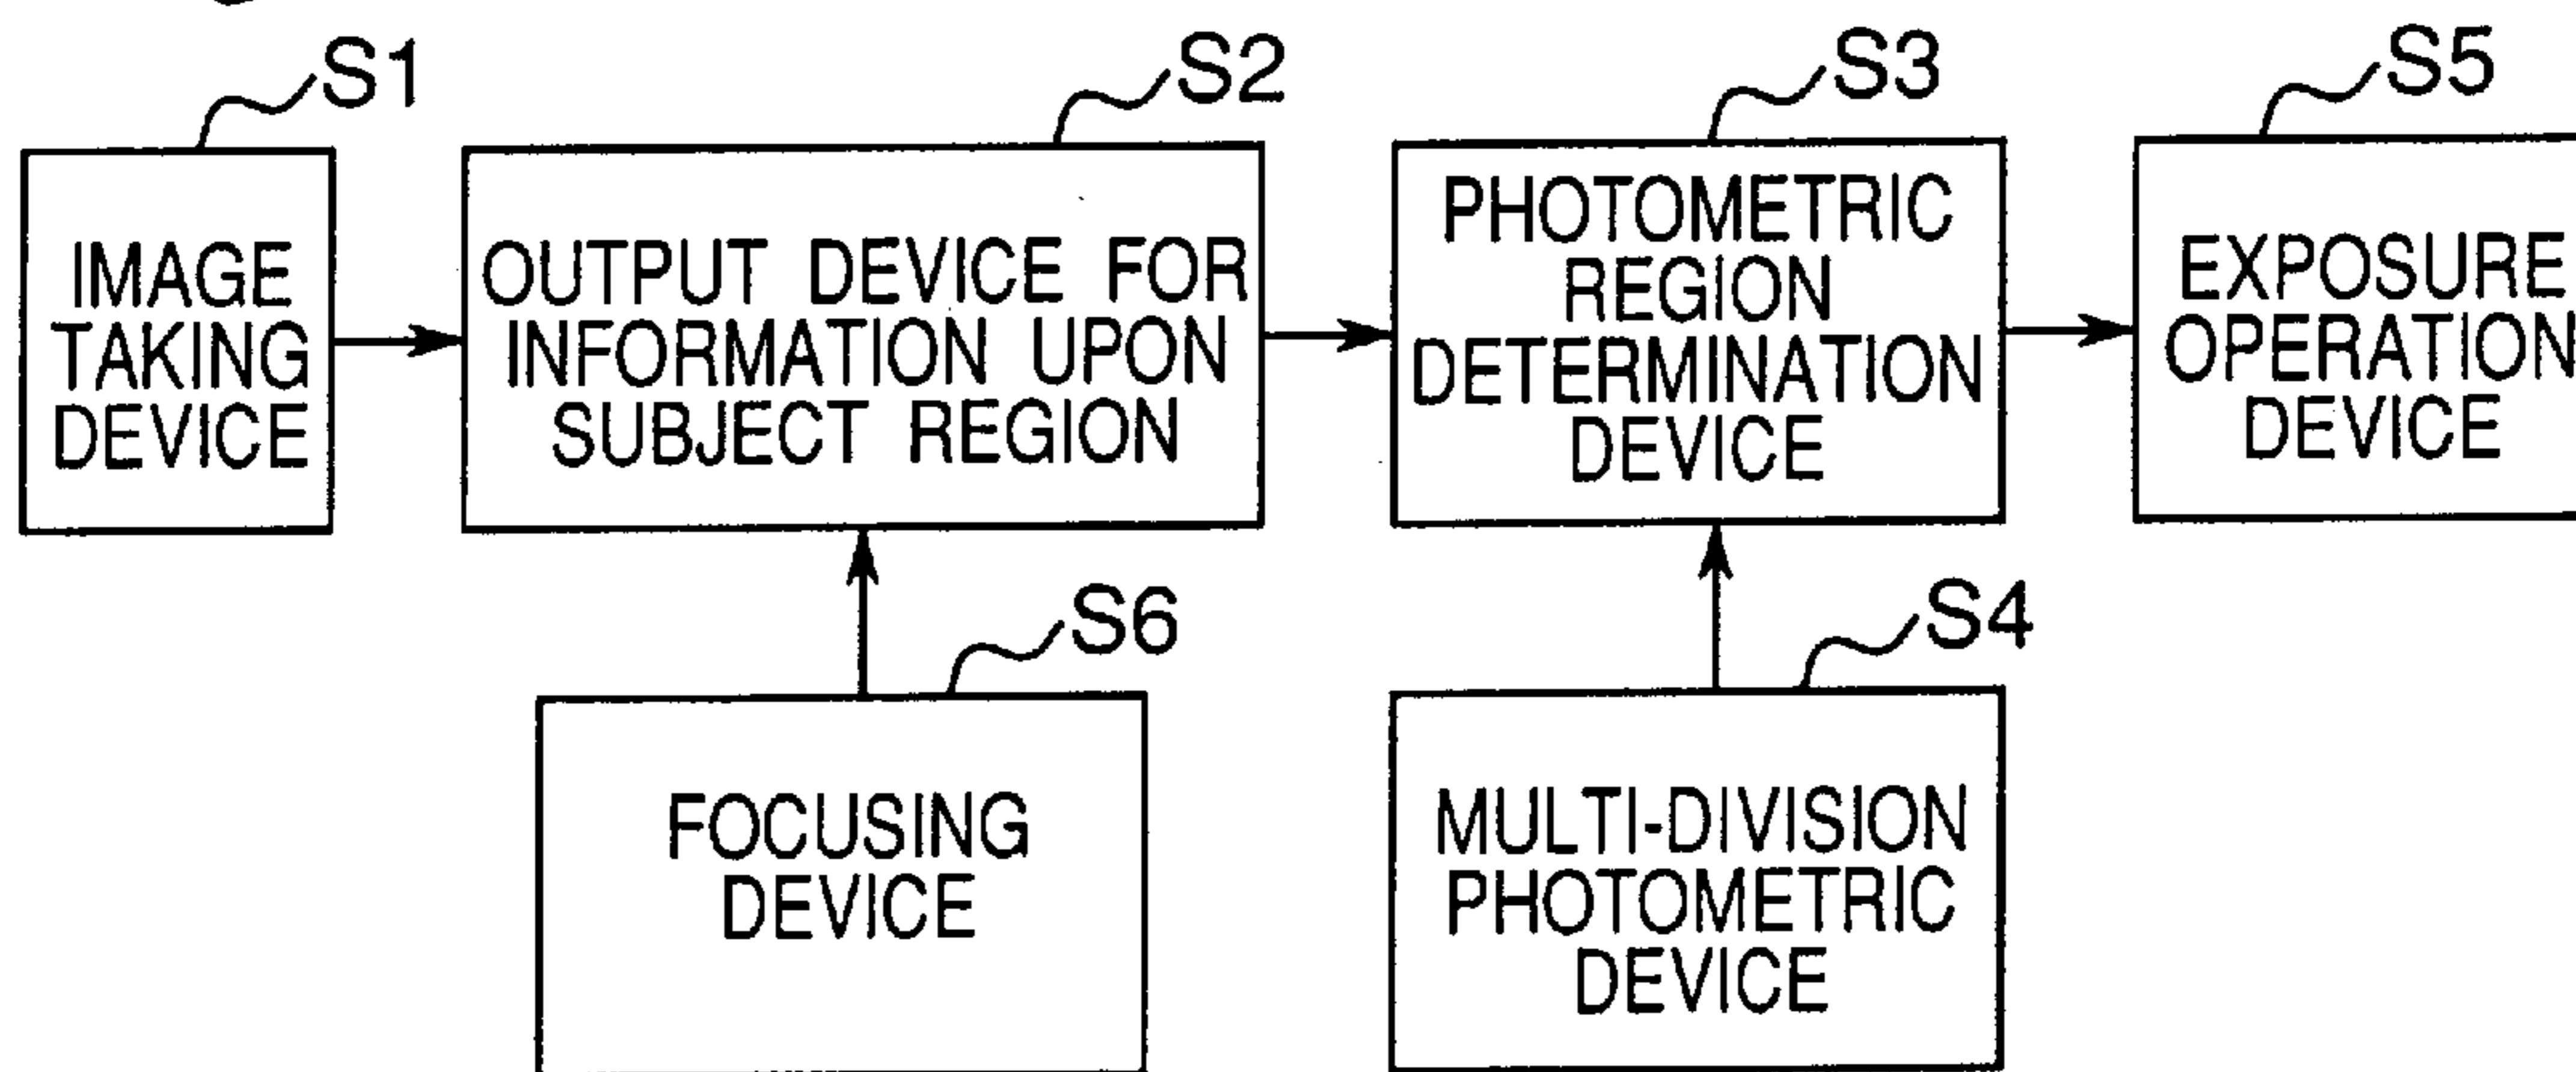 S1
S2
S3
S5
IMAGE
TAKING
DEVICE
OUTPUT DEVICE FOR
INFORMATION UPON
SUBJECT REGION
PHOTOMETRIC
REGION
DETERMINATION
DEVICE
EXPOSURE
OPERATION
DEVICE
S6
S4
FOCUSING
DEVICE
MULTI-DIVISION
PHOTOMETRIC
DEVICE